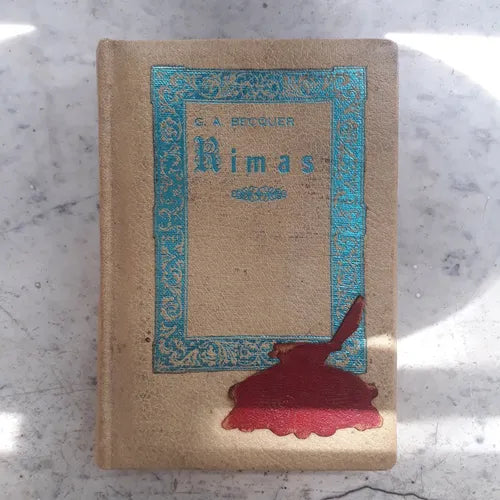 G. A. BECQUER
Rimas